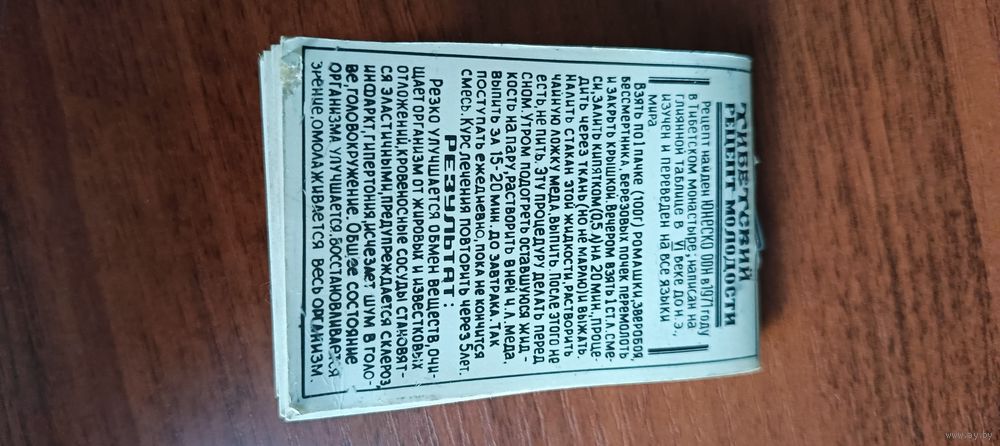 ТИБЕТСКИЙ
РЕЦЕПТ МОЛОДОСТИ
Рецепт найден ЮНЕСКО ООН в 1971 году
в Тибетском монастыре; написан на
глиянной таблице в VI веке до н.э.,
изучен и переведен на все языки
мира
Взять по 1 пачке (100г) ромашки, зверобоя,
бессмертника, березовых почек перемолоть
и закрыть крышкой. Вечером взять 1 ст.л. сме-
си, залить кипятком (0,5 л) на 20 мин., проце-
дить через ткань (но не марлю) и выжать.
Налить стакан этой жидкости, растворить
чайную ложку меда, выпить. После этого не
есть, не пить. Эту процедуру делать перед
сном. Утром подогреть оставшуюся жид-
кость на пару, растворить в ней ч.л. меда,
выпить за 15-20 мин. до завтрака. Так
поступать ежедневно, пока не кончится
смесь. Курс лечения повторить через 5 лет.
РЕЗУЛЬТАТ:
Резко улучшается обмен веществ, очи-
щает организм от жировых и известковых
отложений, кровеносные сосуды становят-
ся эластичными, предупреждается склероз,
инфаркт, гипертония, исчезает шум в голо-
ве, головокружение. Общее состояние
организма улучшается. Восстанавливается
зрение, омолаживается весь организм.
www.ay.by